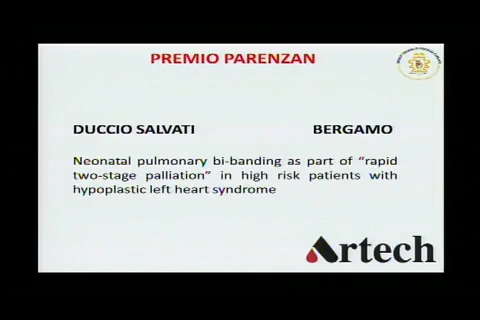 PREMIO PARENZAN
DUCCIO SALVATI BERGAMO
Neonatal pulmonary bi-banding as part of “rapid
two-stage palliation” in high risk patients with
hypoplastic left heart syndrome
Artech